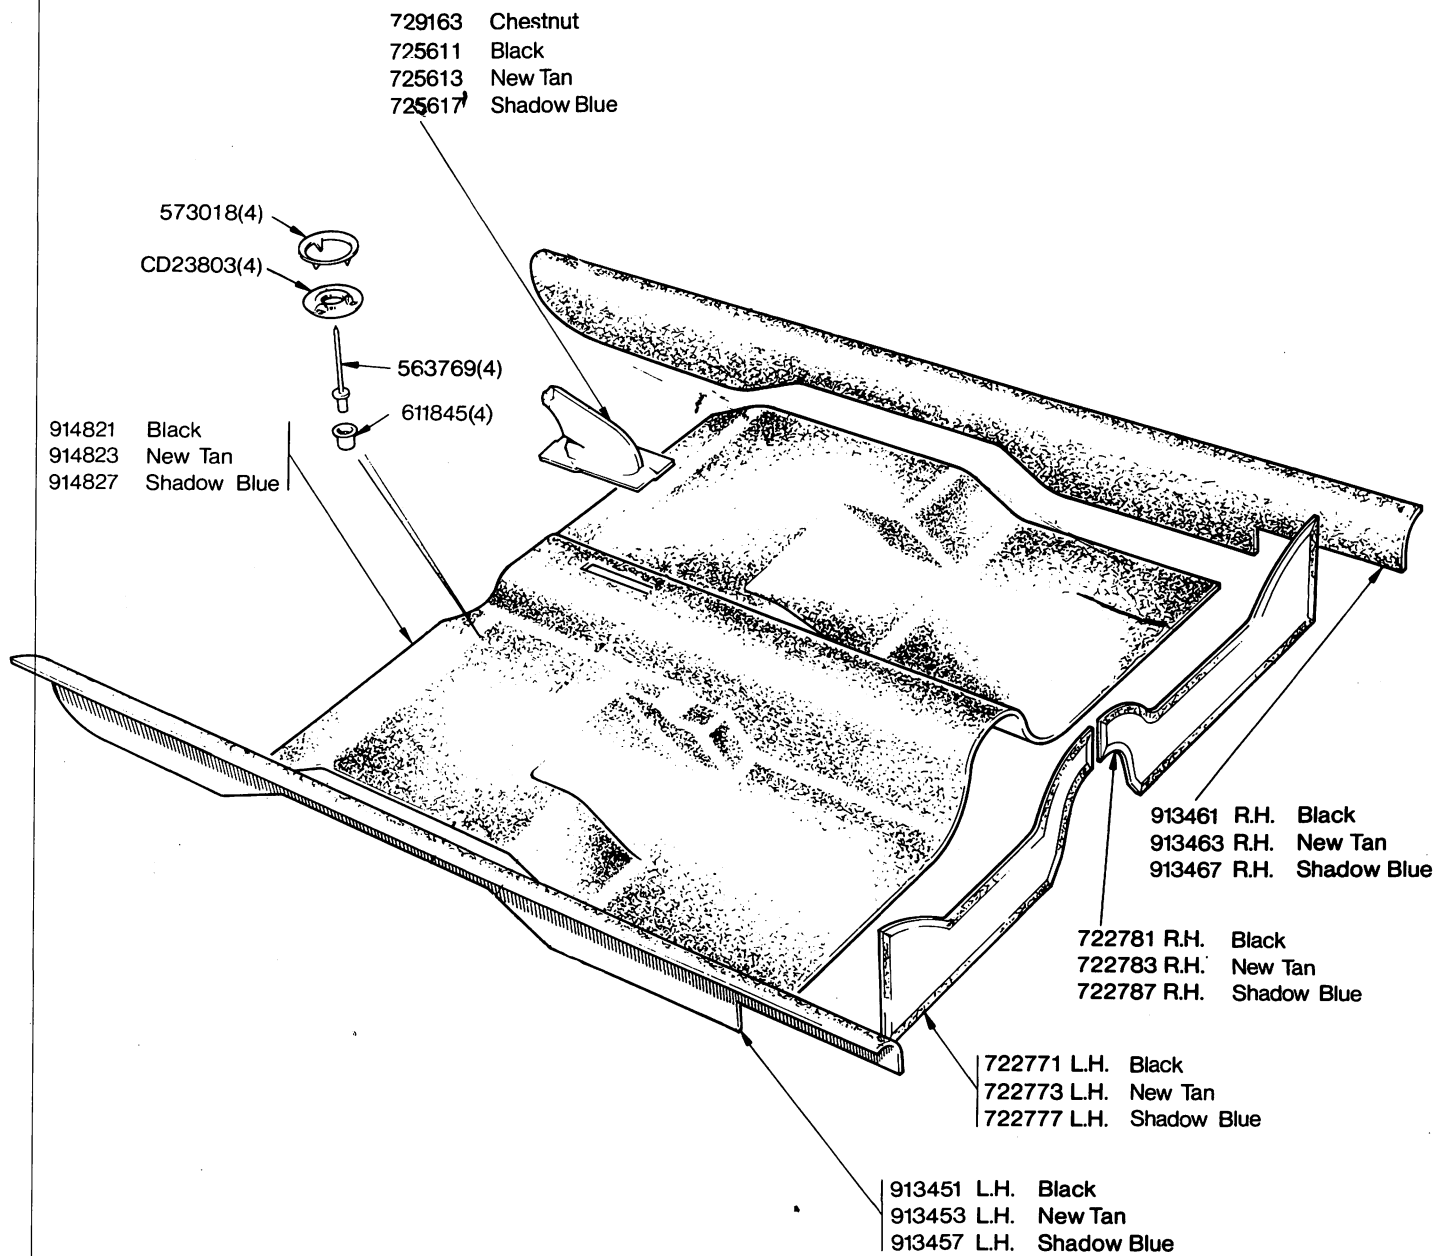 729163 Chestnut
725611 Black
725613 New Tan
725617 Shadow Blue
573018(4)
CD23803(4)
563769(4)
611845(4)
914821 Black
914823 New Tan
914827 Shadow Blue
913461 R.H. Black
913463 R.H. New Tan
913467 R.H. Shadow Blue
722781 R.H. Black
722783 R.H. New Tan
722787 R.H. Shadow Blue
722771 L.H. Black
722773 L.H. New Tan
722777 L.H. Shadow Blue
913451 L.H. Black
913453 L.H. New Tan
913457 L.H. Shadow Blue